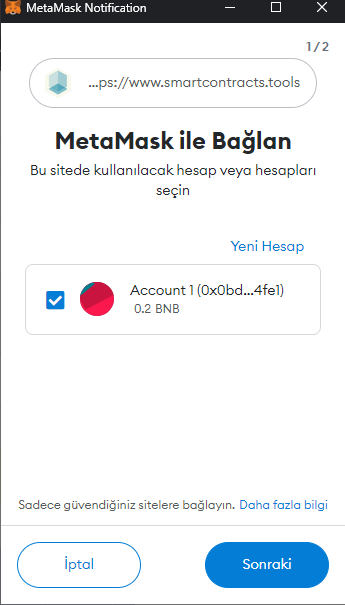 MetaMask Notification
1 / 2
...ps://www.smartcontracts.tools
MetaMask ile Bağlan
Bu sitede kullanılacak hesap veya hesapları
seçin
Yeni Hesap
Account 1 (0x0bd...4fe1)
0.2 BNB
Sadece güvendiğiniz sitelere bağlayın. Daha fazla bilgi
İptal
Sonraki